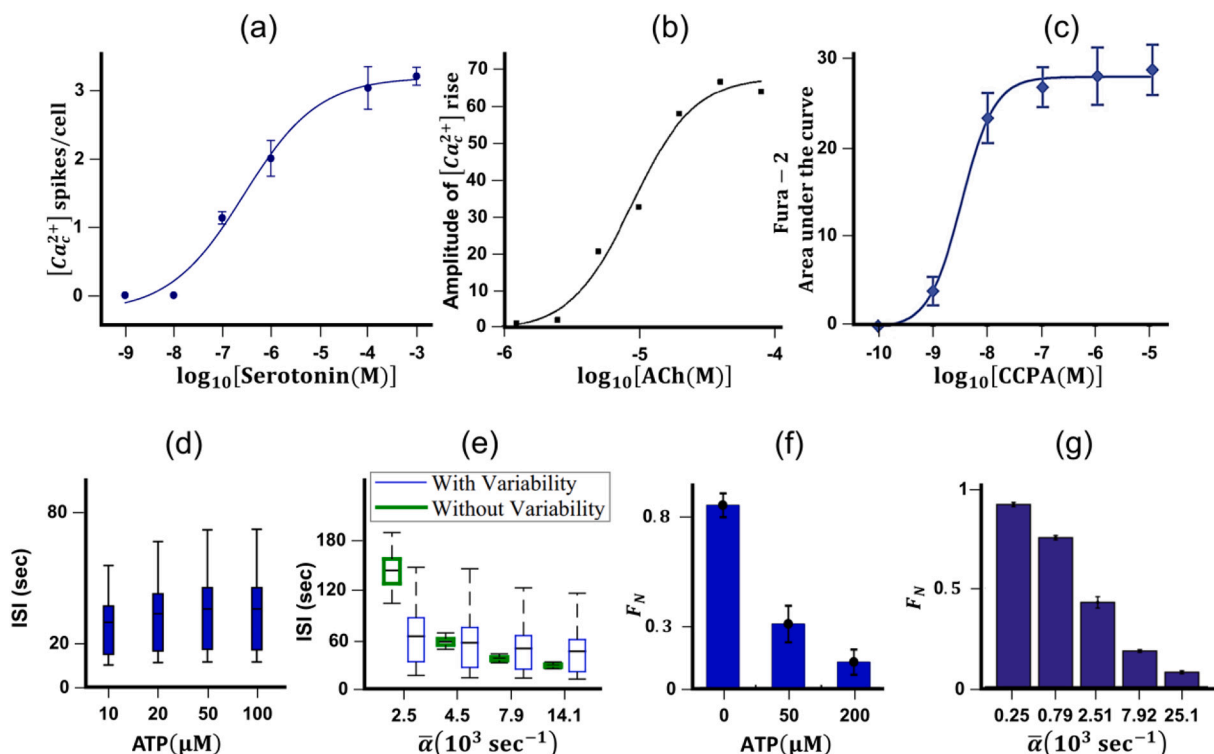 (a)
[Ca_c^2+] spikes/cell
3
2
1
0
-9 -8 -7 -6 -5 -4 -3
log₁₀[Serotonin(M)]
(b)
Amplitude of [Ca_c^2+] rise
70
60
50
40
30
20
10
0
-6 -5 -4
log₁₀[ACh(M)]
(c)
Fura − 2
Area under the curve
30
20
10
0
-10 -9 -8 -7 -6 -5
log₁₀[CCPA(M)]
(d)
ISI (sec)
80
20
0
10 20 50 100
ATP(µM)
(e)
With Variability
Without Variability
ISI (sec)
180
120
60
0
2.5 4.5 7.9 14.1
α̅(10³ sec⁻¹)
(f)
F_N
0.8
0.3
0
0 50 200
ATP(µM)
(g)
F_N
1
0.5
0
0.25 0.79 2.51 7.92 25.1
α̅(10³ sec⁻¹)